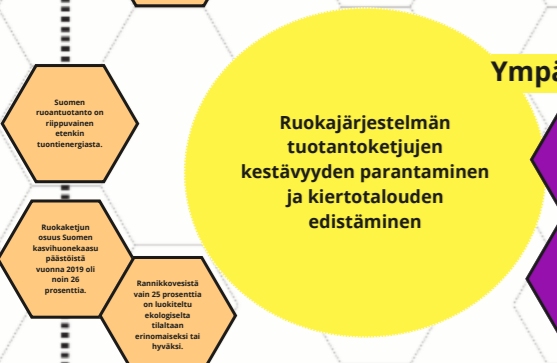 Ympä
Suomen
ruoantuotanto on
riippuvainen
etenkin
tuontienergiasta.
Ruokajärjestelmän
tuotantoketjujen
kestävyyden parantaminen
ja kiertotalouden
edistäminen
Ruokaketjun
osuus Suomen
kasvihuonekaasu
päästöistä
vuonna 2019 oli
noin 26
prosenttia.
Rannikkovesistä
vain 25 prosenttia
on luokiteltu
ekologiselta
tilaltaan
erinomaiseksi tai
hyväksi.